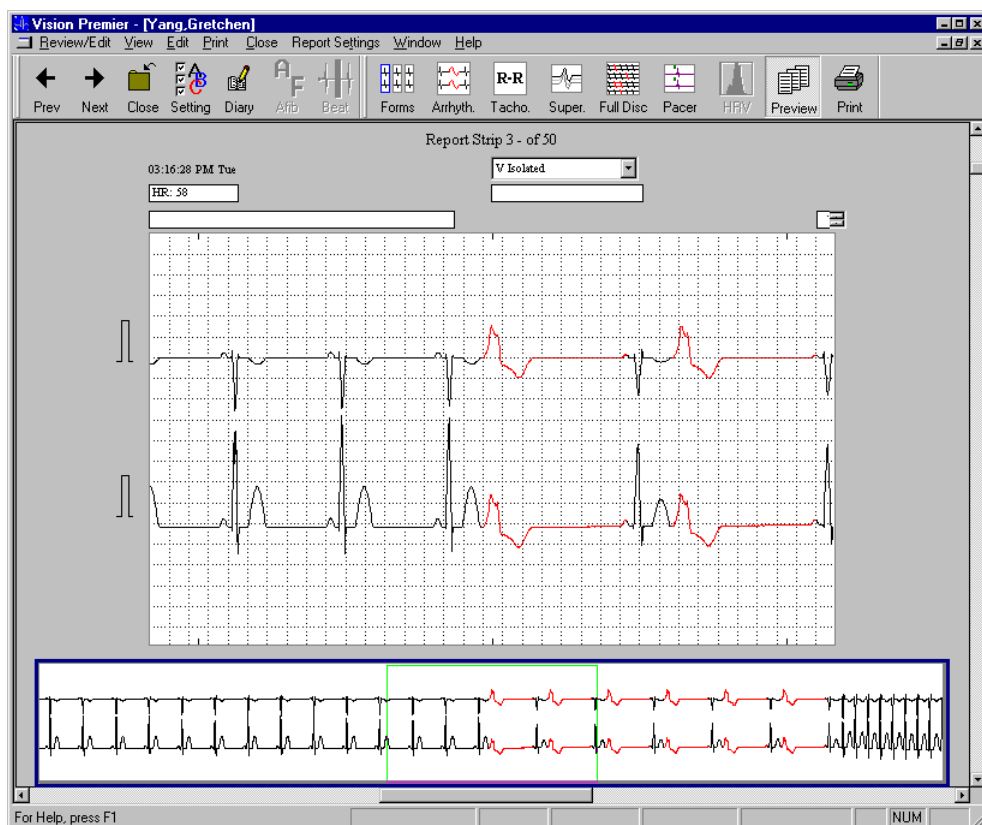 Vision Premier - [Yang,Gretchen]
Review/Edit View Edit Print Close Report Settings Window Help
A B C A F R-R
Prev Next Close Setting Diary Afib Beat Forms Arrhyth. Tacho. Super. Full Disc Pacer HRV Preview Print
Report Strip 3 - of 50
03:16:28 PM Tue V Isolated
HR: 58
For Help, press F1 NUM